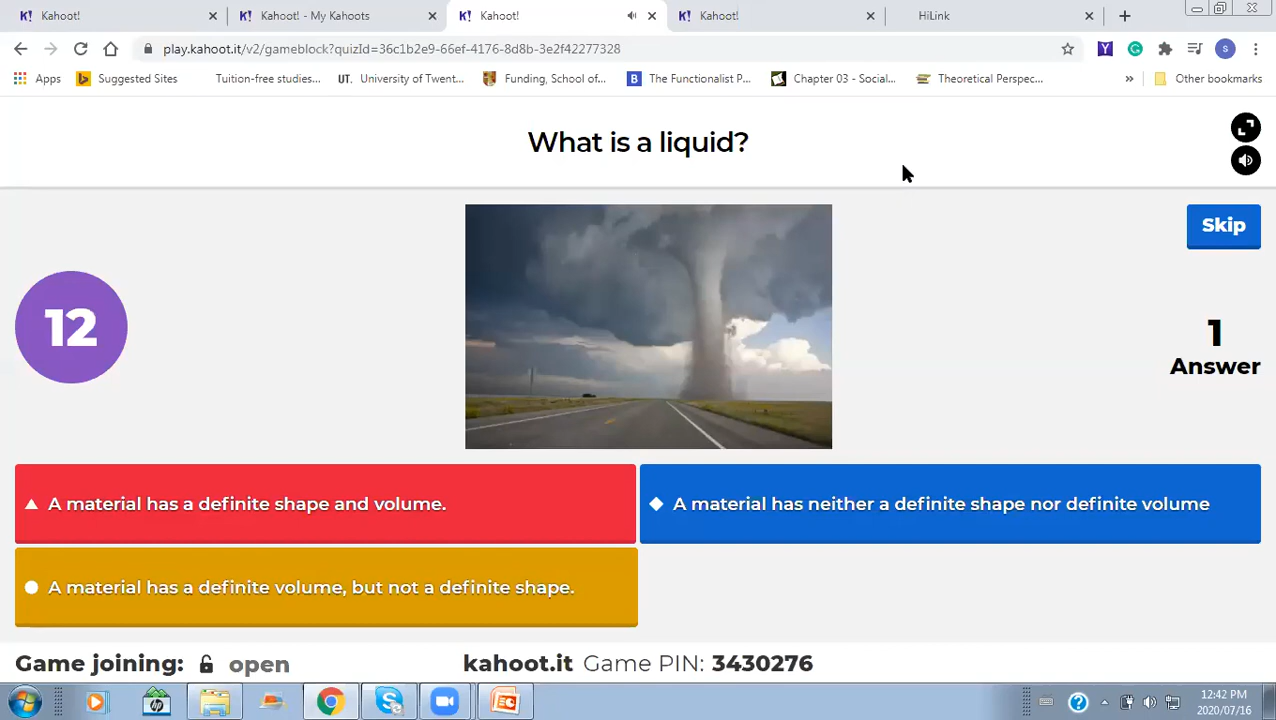 Kahoot!
Kahoot! - My Kahoots
Kahoot!
Kahoot!
HiLink
play.kahoot.it/v2/gameblock?quizId=36c1b2e9-66ef-4176-8d8b-3e2f42277328
Apps
Suggested Sites
Tuition-free studies...
UT. University of Twent...
Funding, School of...
B The Functionalist P...
Chapter 03 - Social...
Theoretical Perspec...
Other bookmarks
What is a liquid?
Skip
12
1
Answer
A material has a definite shape and volume.
A material has neither a definite shape nor definite volume
A material has a definite volume, but not a definite shape.
Game joining: open
kahoot.it Game PIN: 3430276
12:42 PM
2020/07/16